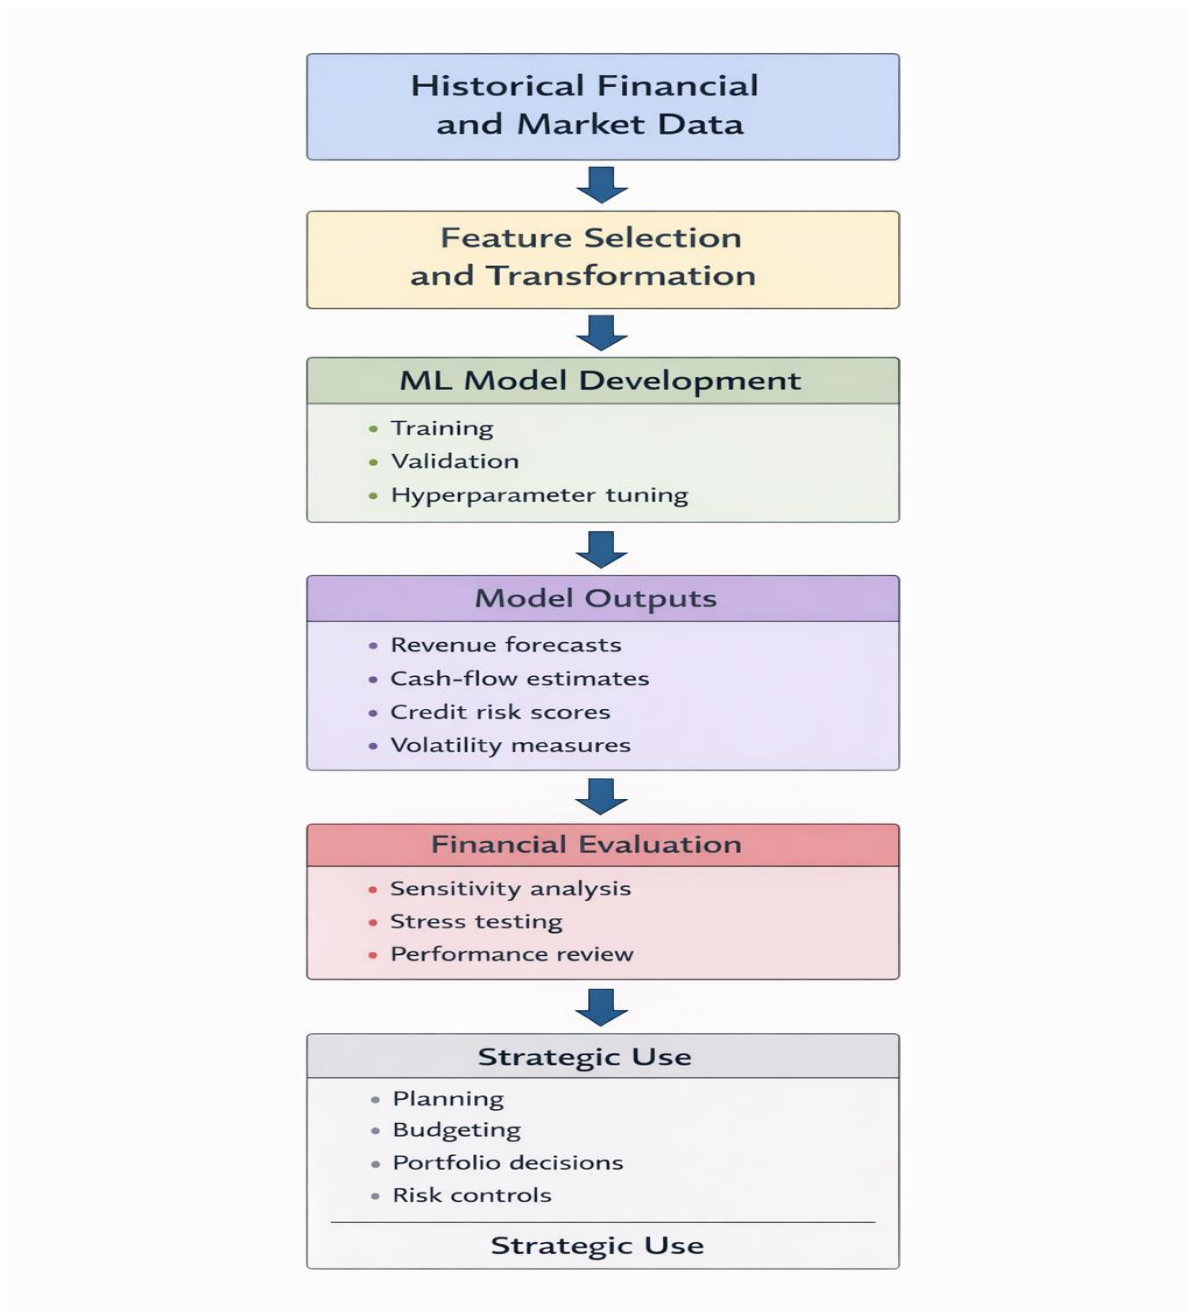 Historical Financial
and Market Data
Feature Selection
and Transformation
ML Model Development
• Training
• Validation
• Hyperparameter tuning
Model Outputs
• Revenue forecasts
• Cash-flow estimates
• Credit risk scores
• Volatility measures
Financial Evaluation
• Sensitivity analysis
• Stress testing
• Performance review
Strategic Use
• Planning
• Budgeting
• Portfolio decisions
• Risk controls
Strategic Use